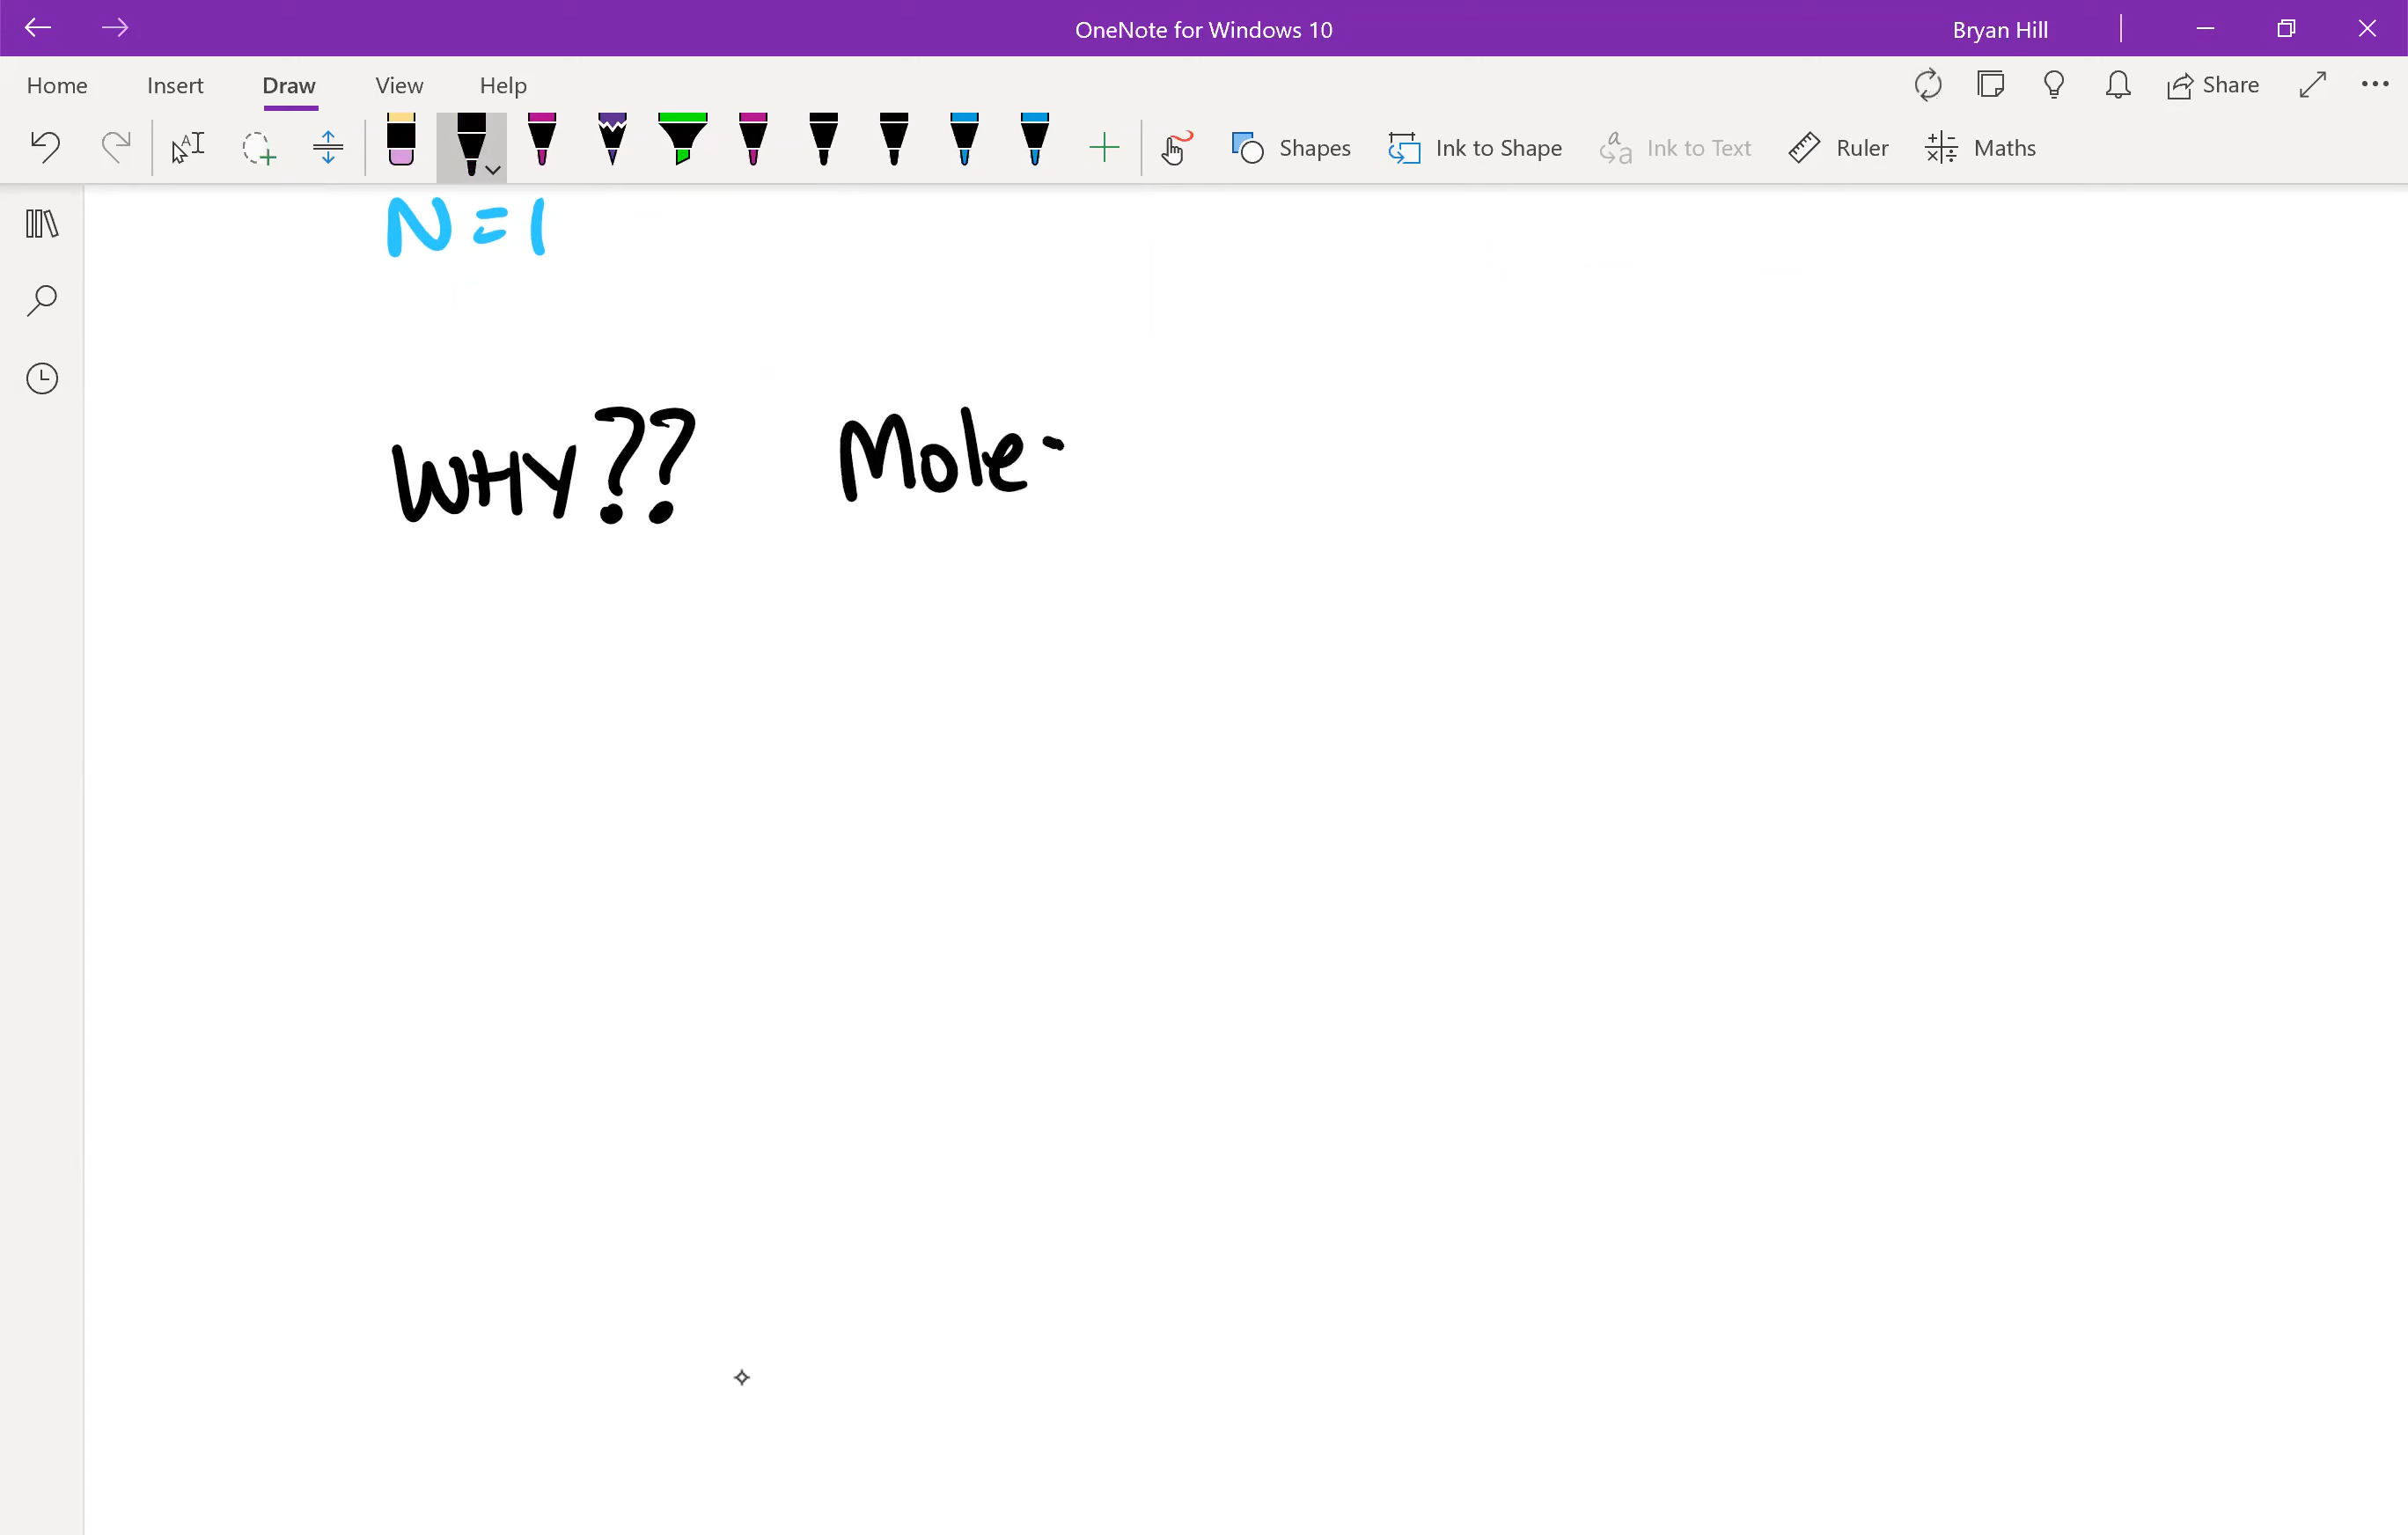 OneNote for Windows 10 Bryan Hill
Home Insert Draw View Help Share
Shapes Ink to Shape Ink to Text Ruler Maths
N = 1
WHY?? Mole-